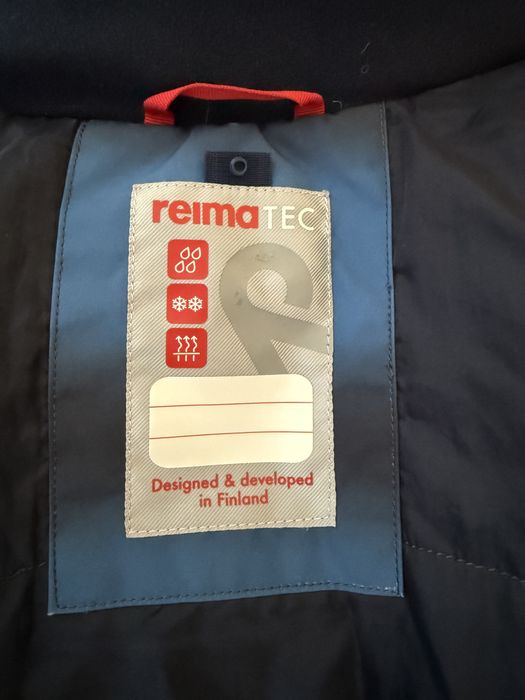 reimaTEC
Designed & developed
in Finland